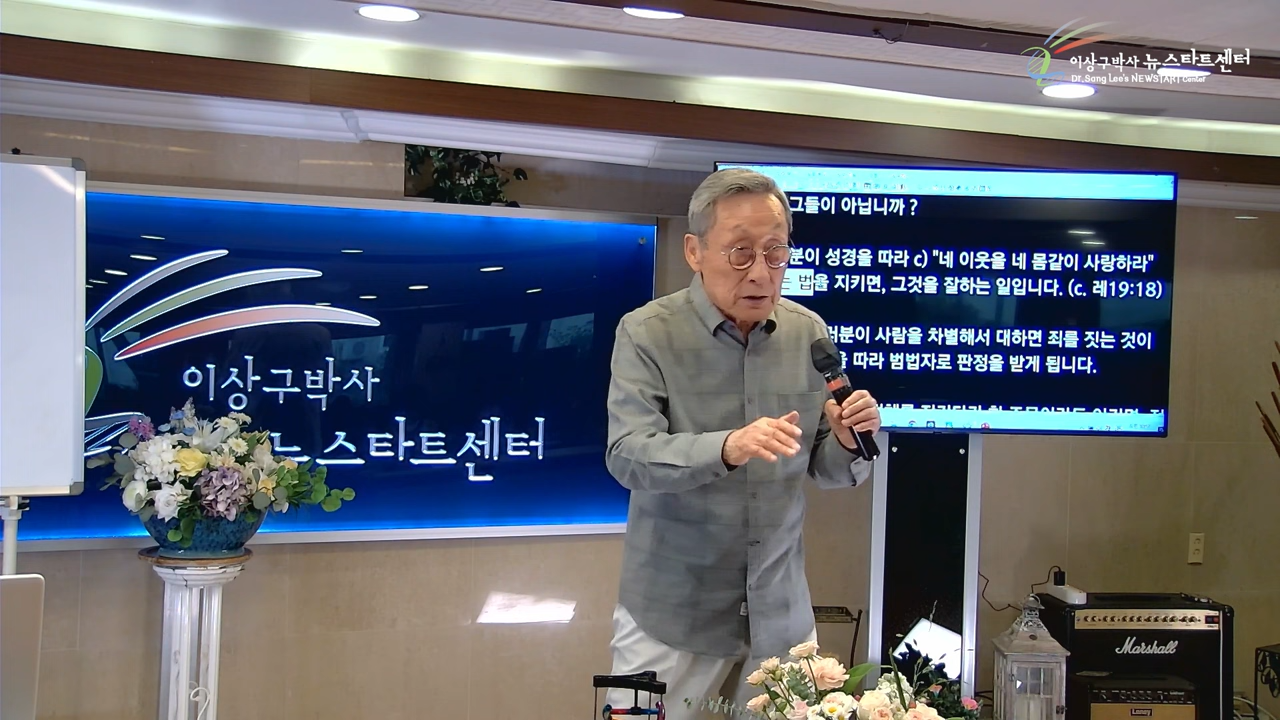 이상구박사 뉴스타트센터
Dr.Sang Lee's NEWSTART Center
그들이 아닙니까 ?
분이 성경을 따라 c) "네 이웃을 네 몸같이 사랑하라"
는 법율 지키면, 그것을 잘하는 일입니다. (c. 레19:18)
러분이 사람을 차별해서 대하면 죄를 짓는 것이
을 따라 범법자로 판정을 받게 됩니다.
이상구박사
뉴스타트센터
Marshall
Laney